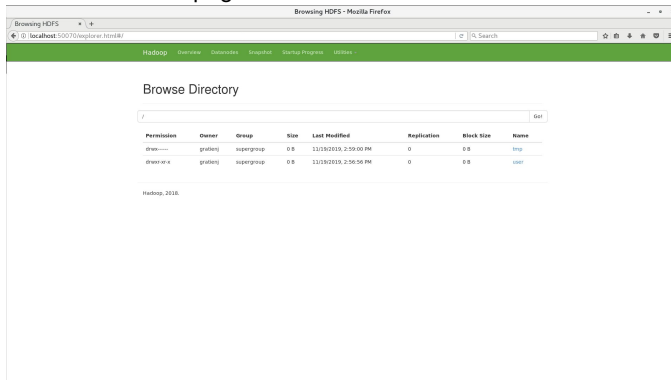 Browsing HDFS - Mozilla Firefox
Browsing HDFS
localhost:50070/explorer.html#/
Search
Hadoop Overview Datanodes Snapshot Startup Progress Utilities
Browse Directory
/ Go!
Permission Owner Group Size Last Modified Replication Block Size Name
drwx------ gratienj supergroup 0 B 11/19/2019, 2:59:00 PM 0 0 B tmp
drwxr-xr-x gratienj supergroup 0 B 11/19/2019, 2:56:56 PM 0 0 B user
Hadoop, 2018.